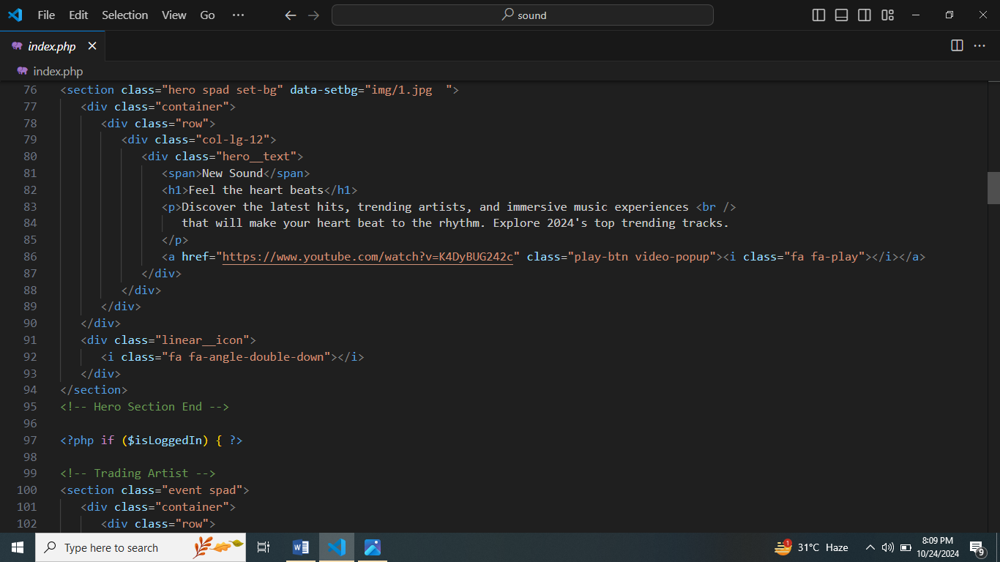 File Edit Selection View Go ··· sound
index.php
index.php
76 <section class="hero spad set-bg" data-setbg="img/1.jpg  ">
77 <div class="container">
78 <div class="row">
79 <div class="col-lg-12">
80 <div class="hero__text">
81 <span>New Sound</span>
82 <h1>Feel the heart beats</h1>
83 <p>Discover the latest hits, trending artists, and immersive music experiences <br />
84 that will make your heart beat to the rhythm. Explore 2024's top trending tracks.
85 </p>
86 <a href="https://www.youtube.com/watch?v=K4DyBUG242c" class="play-btn video-popup"><i class="fa fa-play"></i></a>
87 </div>
88 </div>
89 </div>
90 </div>
91 <div class="linear__icon">
92 <i class="fa fa-angle-double-down"></i>
93 </div>
94 </section>
95 <!-- Hero Section End -->
96
97 <?php if ($isLoggedIn) { ?>
98
99 <!-- Trading Artist -->
100 <section class="event spad">
101 <div class="container">
102 <div class="row">
Type here to search 1 31°C Haze 8:09 PM
10/24/2024 9